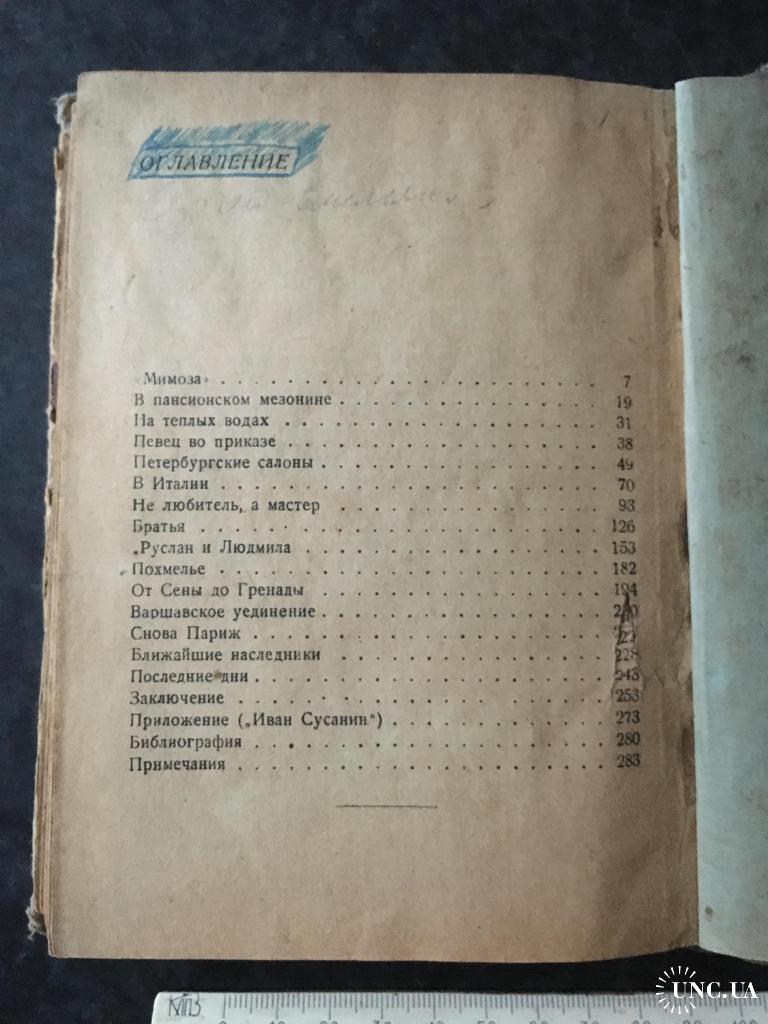 ОГЛАВЛЕНИЕ
«Мимоза» . . . . . . . . . . . . . . . . . . . . 7
В пансионском мезонине . . . . . . . . . . . . . 19
На теплых водах . . . . . . . . . . . . . . . . 31
Певец во приказе . . . . . . . . . . . . . . . . 38
Петербургские салоны . . . . . . . . . . . . . . 49
В Италии . . . . . . . . . . . . . . . . . . . . 70
Не любитель, а мастер . . . . . . . . . . . . . 93
Братья . . . . . . . . . . . . . . . . . . . . . 126
„Руслан и Людмила . . . . . . . . . . . . . . . 153
Похмелье . . . . . . . . . . . . . . . . . . . . 182
От Сены до Гренады . . . . . . . . . . . . . . . 194
Варшавское уединение . . . . . . . . . . . . . .
Снова Париж . . . . . . . . . . . . . . . . . .
Ближайшие наследники . . . . . . . . . . . . . . 228
Последние дни . . . . . . . . . . . . . . . . . 243
Заключение . . . . . . . . . . . . . . . . . . . 253
Приложение („Иван Сусанин“) . . . . . . . . . . 273
Библиография . . . . . . . . . . . . . . . . . . 280
Примечания . . . . . . . . . . . . . . . . . . . 283
UNC.UA